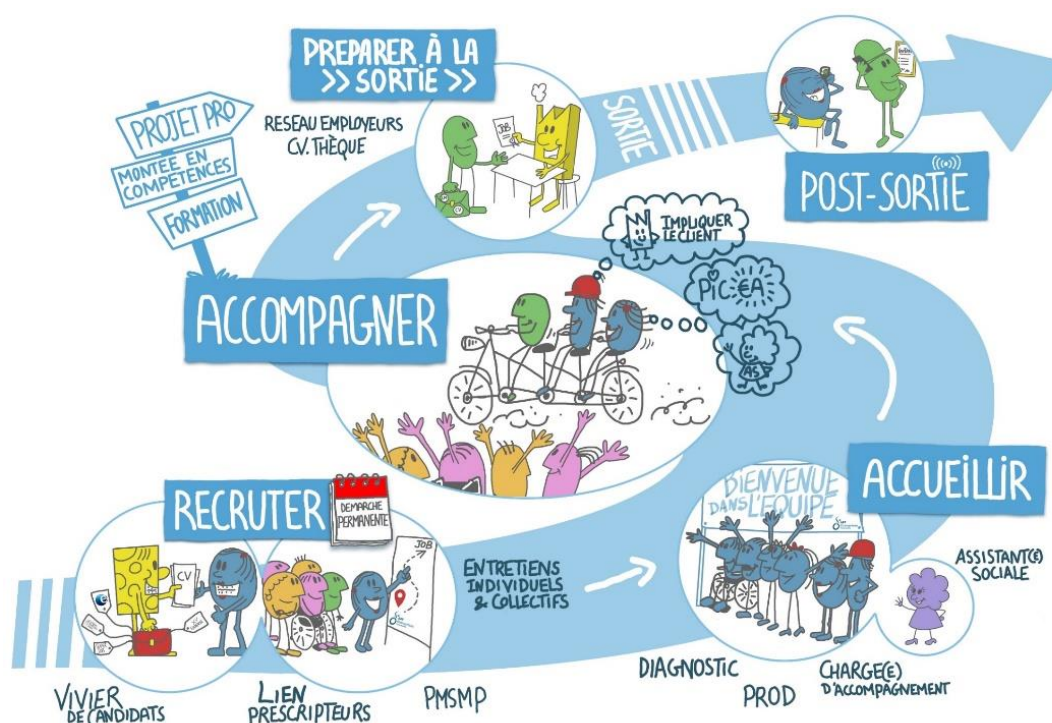 PREPARER À LA
>> SORTIE >>
RESEAU EMPLOYEURS
CV.THÈQUE
JOB
SORTIE
POST-SORTIE
PROJET PRO
MONTÉE EN
COMPÉTENCES
FORMATION
ACCOMPAGNER
IMPLIQUER
LE CLIENT
PiC€A
AS
RECRUTER
DEMARCHE
PERMANENTE
CV
JOB
ENTRETIENS
INDIVIDUELS
& COLLECTIFS
ACCUEILLIR
BIENVENUE
DANS L'EQUIPE
ASSISTANT(E)
SOCIALE
VIVIER
DE CANDIDATS
LIEN
PRESCRIPTEURS
PMSMP
DIAGNOSTIC
PROD
CHARGE(E)
D'ACCOMPAGNEMENT